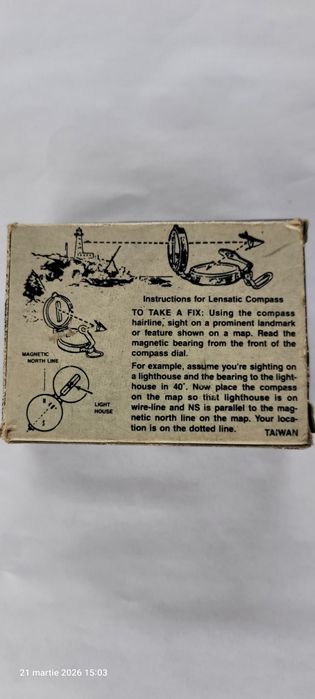 Instructions for Lensatic Compass
TO TAKE A FIX: Using the compass
hairline, sight on a prominent landmark
or feature shown on a map. Read the
magnetic bearing from the front of the
compass dial.
For example, assume you're sighting on
a lighthouse and the bearing to the light-
house in 40°. Now place the compass
on the map so that lighthouse is on
wire-line and NS is parallel to the mag-
netic north line on the map. Your loca-
tion is on the dotted line.
TAIWAN
MAGNETIC
NORTH LINE
LIGHT
HOUSE
21 martie 2026 15:03